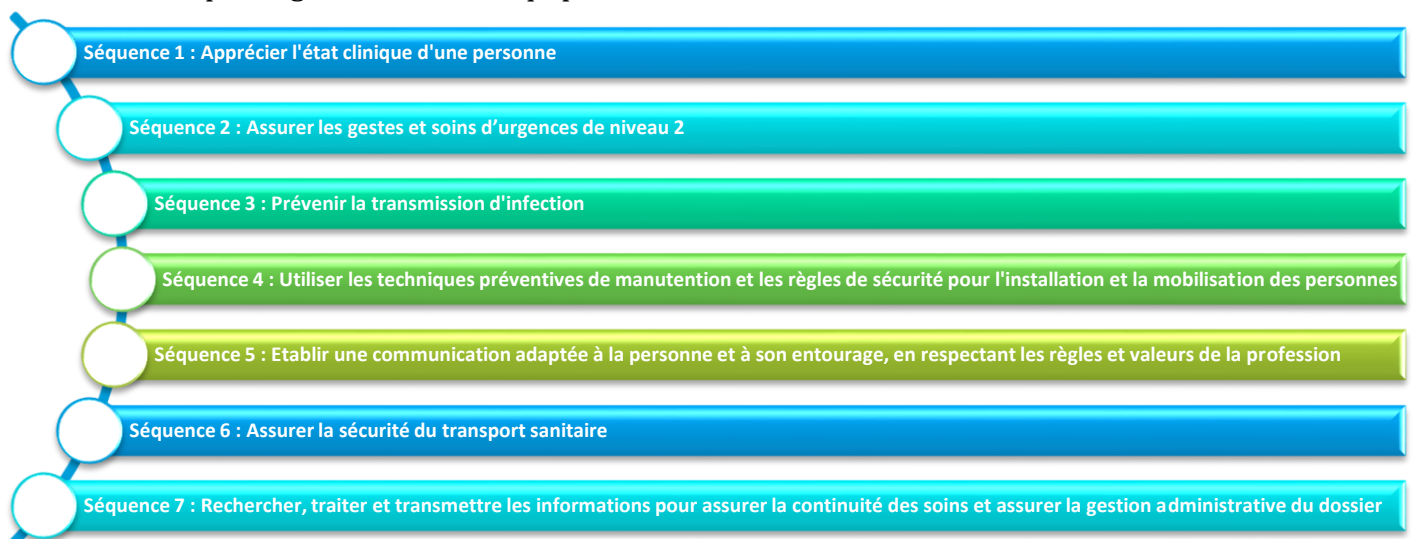 Séquence 1 : Apprécier l'état clinique d'une personne
Séquence 2 : Assurer les gestes et soins d’urgences de niveau 2
Séquence 3 : Prévenir la transmission d'infection
Séquence 4 : Utiliser les techniques préventives de manutention et les règles de sécurité pour l'installation et la mobilisation des personnes
Séquence 5 : Etablir une communication adaptée à la personne et à son entourage, en respectant les règles et valeurs de la profession
Séquence 6 : Assurer la sécurité du transport sanitaire
Séquence 7 : Rechercher, traiter et transmettre les informations pour assurer la continuité des soins et assurer la gestion administrative du dossier